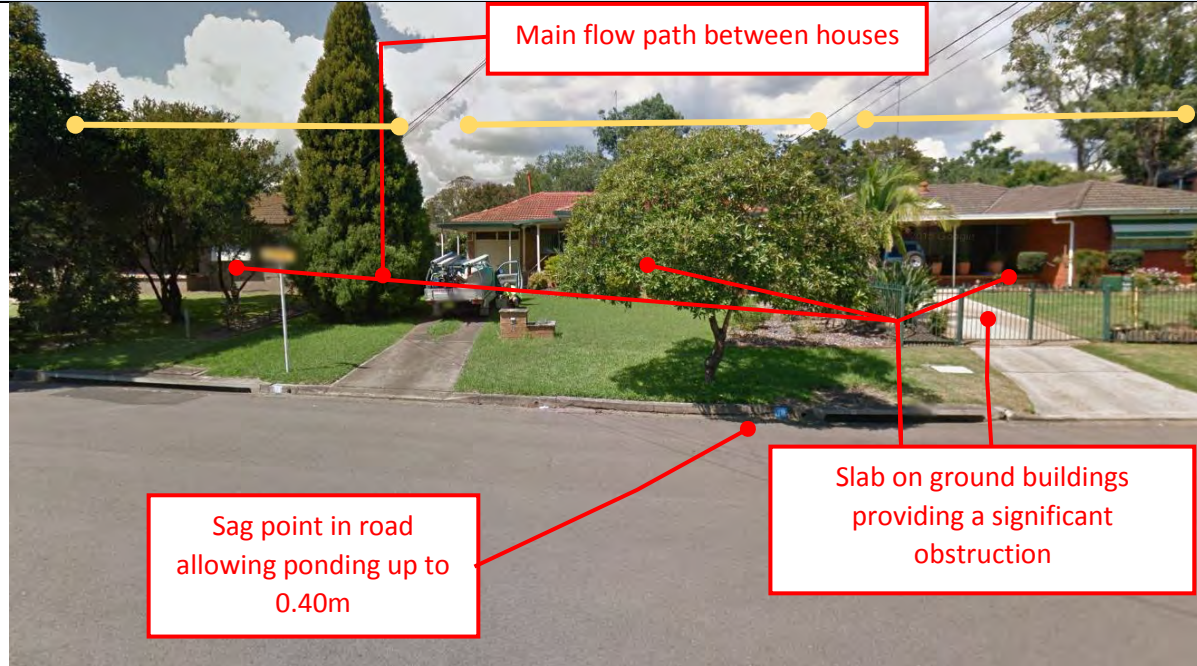 Main flow path between houses
Slab on ground buildings
providing a significant
obstruction
Sag point in road
allowing ponding up to
0.40m